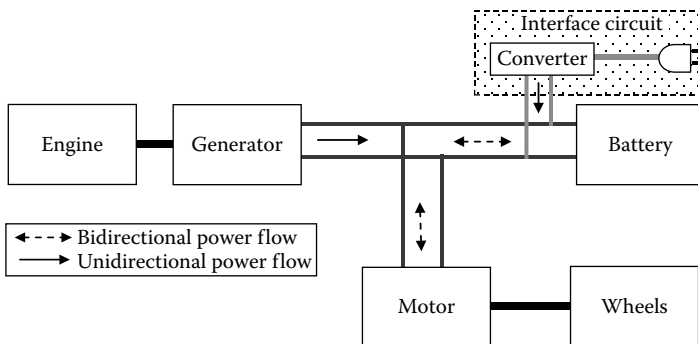 Interface circuit
Converter
Engine
Generator
Battery
Bidirectional power flow
Unidirectional power flow
Motor
Wheels